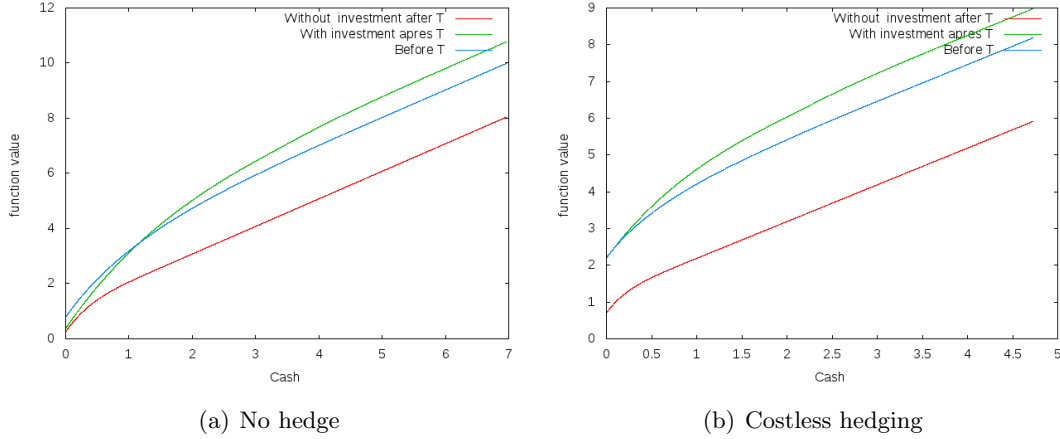 12
10
8
6
4
2
0
0 1 2 3 4 5 6 7
function value
Cash
Without investment after T
With investment apres T
Before T
(a) No hedge
9
8
7
6
5
4
3
2
1
0
0 0.5 1 1.5 2 2.5 3 3.5 4 4.5 5
function value
Cash
Without investment after T
With investment apres T
Before T
(b) Costless hedging